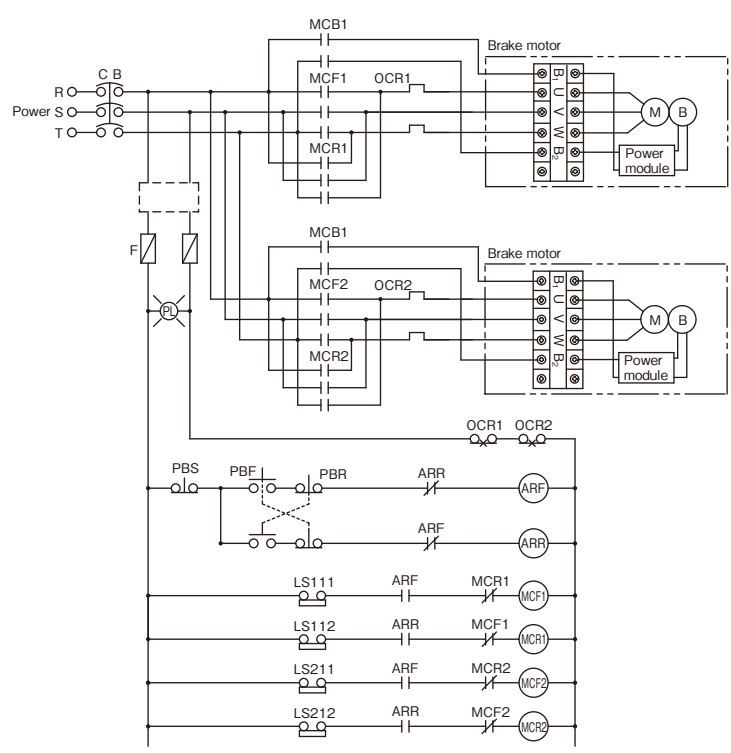 MCB1
Brake motor
C B
MCF1
OCR1
R
B1
U
Power S
V
M
B
T
W
MCR1
B2
Power
module
F
MCB1
Brake motor
MCF2
OCR2
B1
U
PL
V
M
B
W
MCR2
B2
Power
module
OCR1
OCR2
PBS
PBF
PBR
ARR
ARF
ARF
ARR
LS111
ARF
MCR1
MCF1
LS112
ARR
MCF1
MCR1
LS211
ARF
MCR2
MCF2
LS212
ARR
MCF2
MCR2